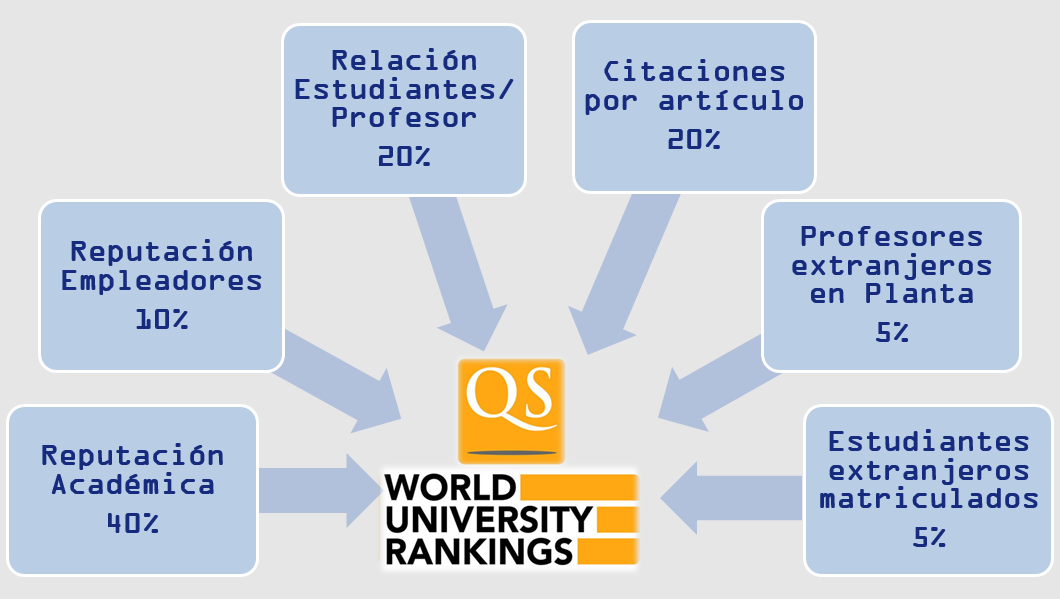 Relación
Estudiantes/
Profesor
20%
Citaciones
por artículo
20%
Reputación
Empleadores
10%
Profesores
extranjeros
en Planta
5%
Reputación
Académica
40%
Estudiantes
extranjeros
matriculados
5%
QS
WORLD
UNIVERSITY
RANKINGS